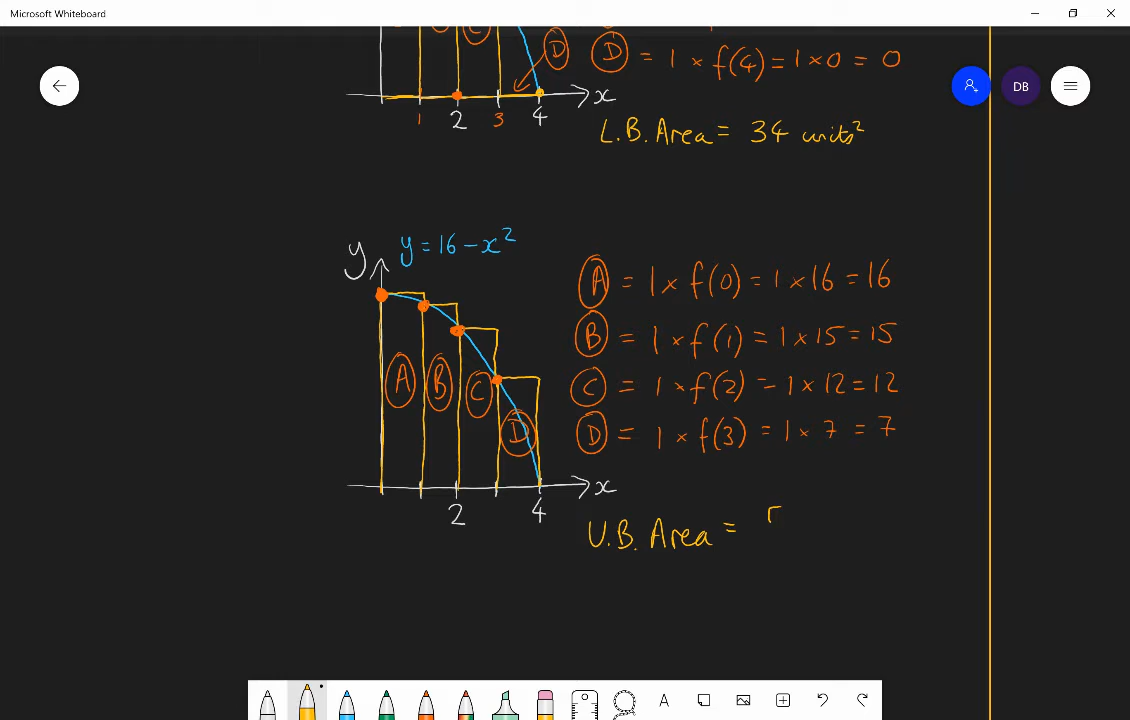 Microsoft Whiteboard
D = 1 × f(4) = 1×0 = 0
D
x
1 2 3 4
DB
L.B. Area = 34 units²
y
y = 16 - x²
A = 1 × f(0) = 1 × 16 = 16
B = 1 × f(1) = 1 × 15 = 15
A B C
C = 1 × f(2) = 1 × 12 = 12
D
D = 1 × f(3) = 1 × 7 = 7
x
2 4
U.B. Area =
A